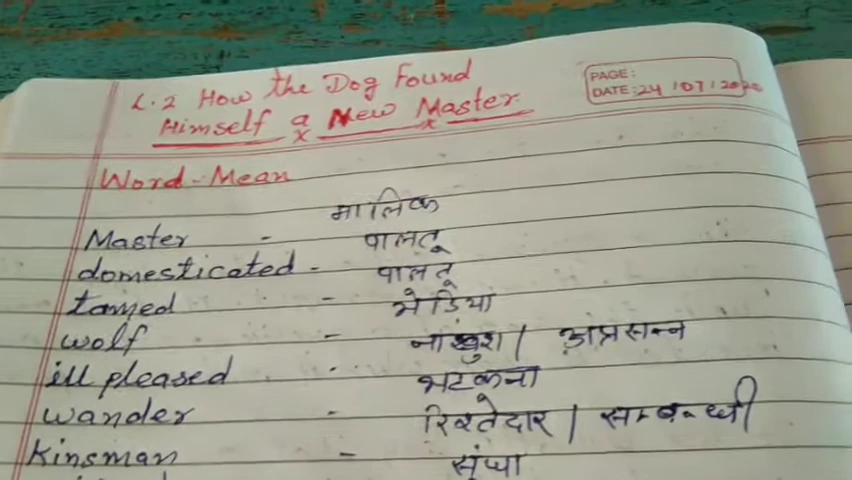 L.2 How the Dog Found
Himself a New Master
PAGE:
DATE: 24/07/2020
Word-Mean
Master - मालिक
domesticated - पालतू
tamed - पालतू
wolf - भेड़िया
ill pleased - नाखुश / अप्रसन्न
wander - भटकना
Kinsman - रिश्तेदार / सम्बन्धी
सूंघा